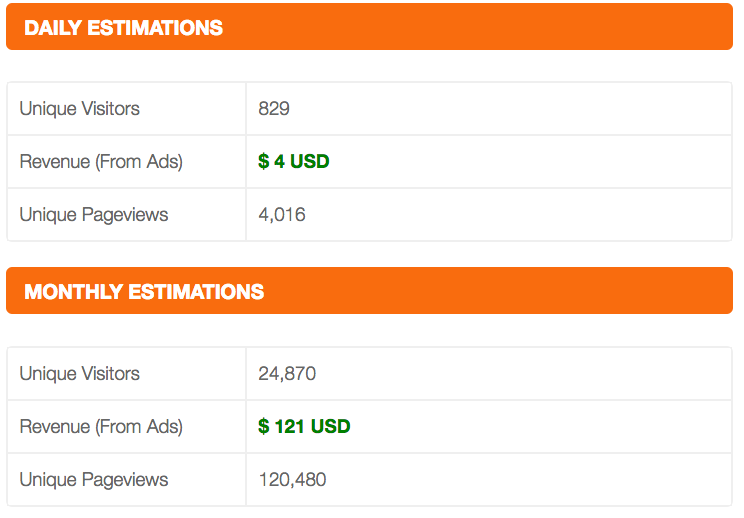 DAILY ESTIMATIONS
Unique Visitors 829
Revenue (From Ads) $ 4 USD
Unique Pageviews 4,016
MONTHLY ESTIMATIONS
Unique Visitors 24,870
Revenue (From Ads) $ 121 USD
Unique Pageviews 120,480